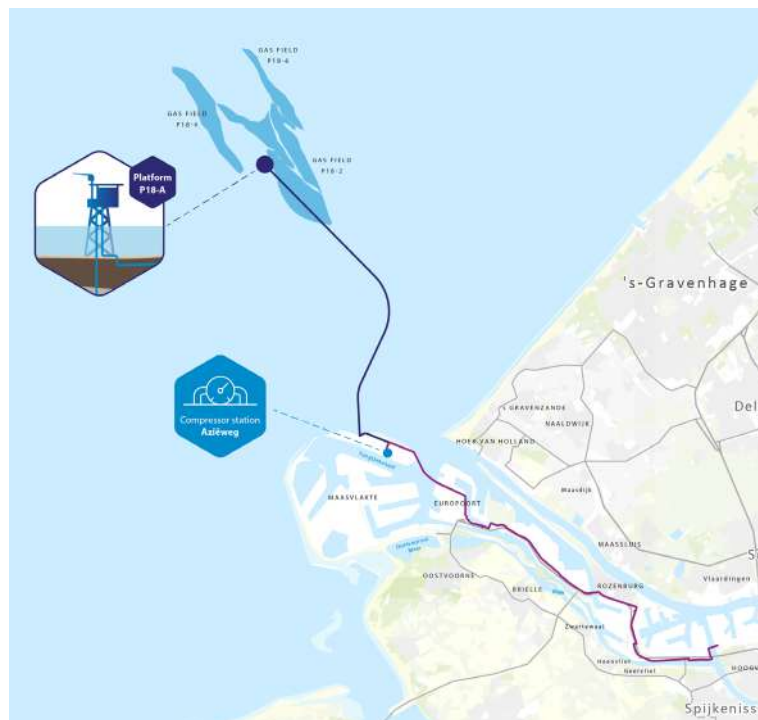 GAS FIELD
P18-6
GAS FIELD
P18-4
GAS FIELD
P18-2
Platform
P18-A
's-Gravenhage
Compressor station
Aziëweg
'S GRAVENZANDE
NAALDWIJK
Del
HOEK VAN HOLLAND
Maasdijk
MAASVLAKTE
EUROPOORT
MAASSLUIS
S
OOSTVOORNE
BRIELLE
ROZENBURG
Vlaardingen
Zwartewaal
Heenvliet
Geervliet
HOOGV
Spijkeniss